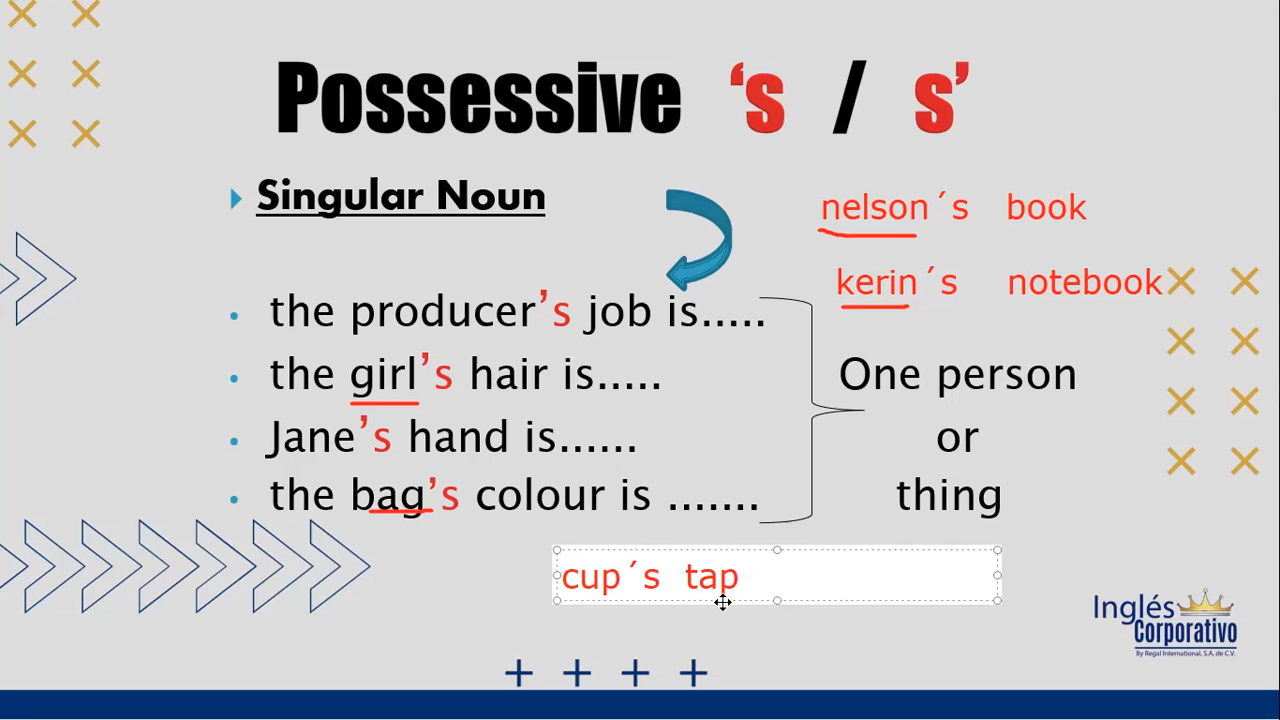 Possessive ‘s / s’
Singular Noun
nelson´s book
kerin´s notebook
the producer’s job is.....
the girl’s hair is.....
Jane’s hand is......
the bag’s colour is .......
One person
or
thing
cup´s tap
Inglés
Corporativo
By Regal International, S.A. de C.V.